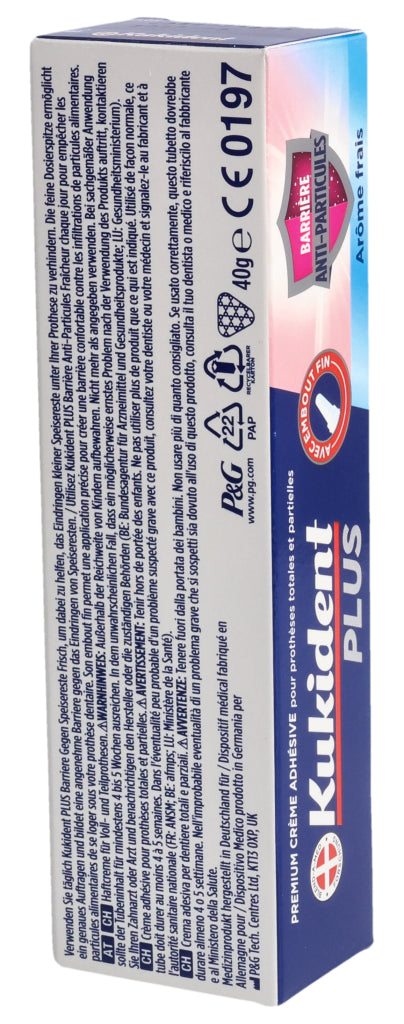 Verwenden Sie täglich Kukident PLUS Barriere Gegen Speisereste Frisch, um dabei zu helfen, das Eindringen kleiner Speisereste unter Ihrer Prothese zu verhindern. Die feine Dosierspitze ermöglicht
ein genaues Auftragen und bildet eine angenehme Barriere gegen das Eindringen von Speiseresten. / Utilisez Kukident PLUS Barrière Anti-Particules Fraîcheur chaque jour pour empêcher les
particules alimentaires de se loger sous votre prothèse dentaire. Son embout fin permet une application précise pour créer une barrière confortable contre les infiltrations de particules alimentaires.
AT CH Haftcreme für Voll- und Teilprothesen. ⚠WARNHINWEIS: Außerhalb der Reichweite von Kindern aufbewahren. Nicht mehr als angegeben verwenden. Bei sachgemäßer Anwendung
sollte der Tubeninhalt für mindestens 4 bis 5 Wochen ausreichen. In dem unwahrscheinlichen Fall, dass ein möglicherweise ernstes Problem nach der Verwendung des Produkts auftritt, kontaktieren
Sie Ihren Zahnarzt oder Arzt und benachrichtigen den Hersteller oder die zuständigen Behörden (BE: Bundesagentur für Arzneimittel und Gesundheitsprodukte; LU: Gesundheitsministerium).
CH Crème adhésive pour prothèses totales et partielles. ⚠AVERTISSEMENT: Tenir hors de portée des enfants. Ne pas utiliser plus de produit que ce qui est indiqué. Utilisé de façon normale, ce
tube doit durer au moins 4 à 5 semaines. Dans l'éventualité peu probable d'un problème suspecté grave avec ce produit, consultez votre dentiste ou votre médecin et signalez-le au fabricant et à
l'autorité sanitaire nationale (FR: ANSM; BE: afmps; LU: Ministère de la Santé).
CH Crema adesiva per dentiere totali e parziali. ⚠AVVERTENZE: Tenere fuori dalla portata dei bambini. Non usare più di quanto consigliato. Se usato correttamente, questo tubetto dovrebbe
durare almeno 4 o 5 settimane. Nell'improbabile eventualità di un problema grave che si sospetti sia dovuto all'uso di questo prodotto, consulta il tuo dentista o medico e riferiscilo al fabbricante
e al Ministero della Salute.
Medizinprodukt hergestellt in Deutschland für / Dispositif médical fabriqué en
Allemagne pour / Dispositivo Medico prodotto in Germania per
P&G Tech. Centres Ltd, KT13 0XP, UK
P&G
www.pg.com
22
PAP
RECYCLEBARER
KARTON
40g e CE 0197
PREMIUM CRÈME ADHÉSIVE pour prothèses totales et partielles
Kukident
PLUS
AVEC EMBOUT FIN
BARRIÈRE
ANTI-PARTICULES
Arôme frais